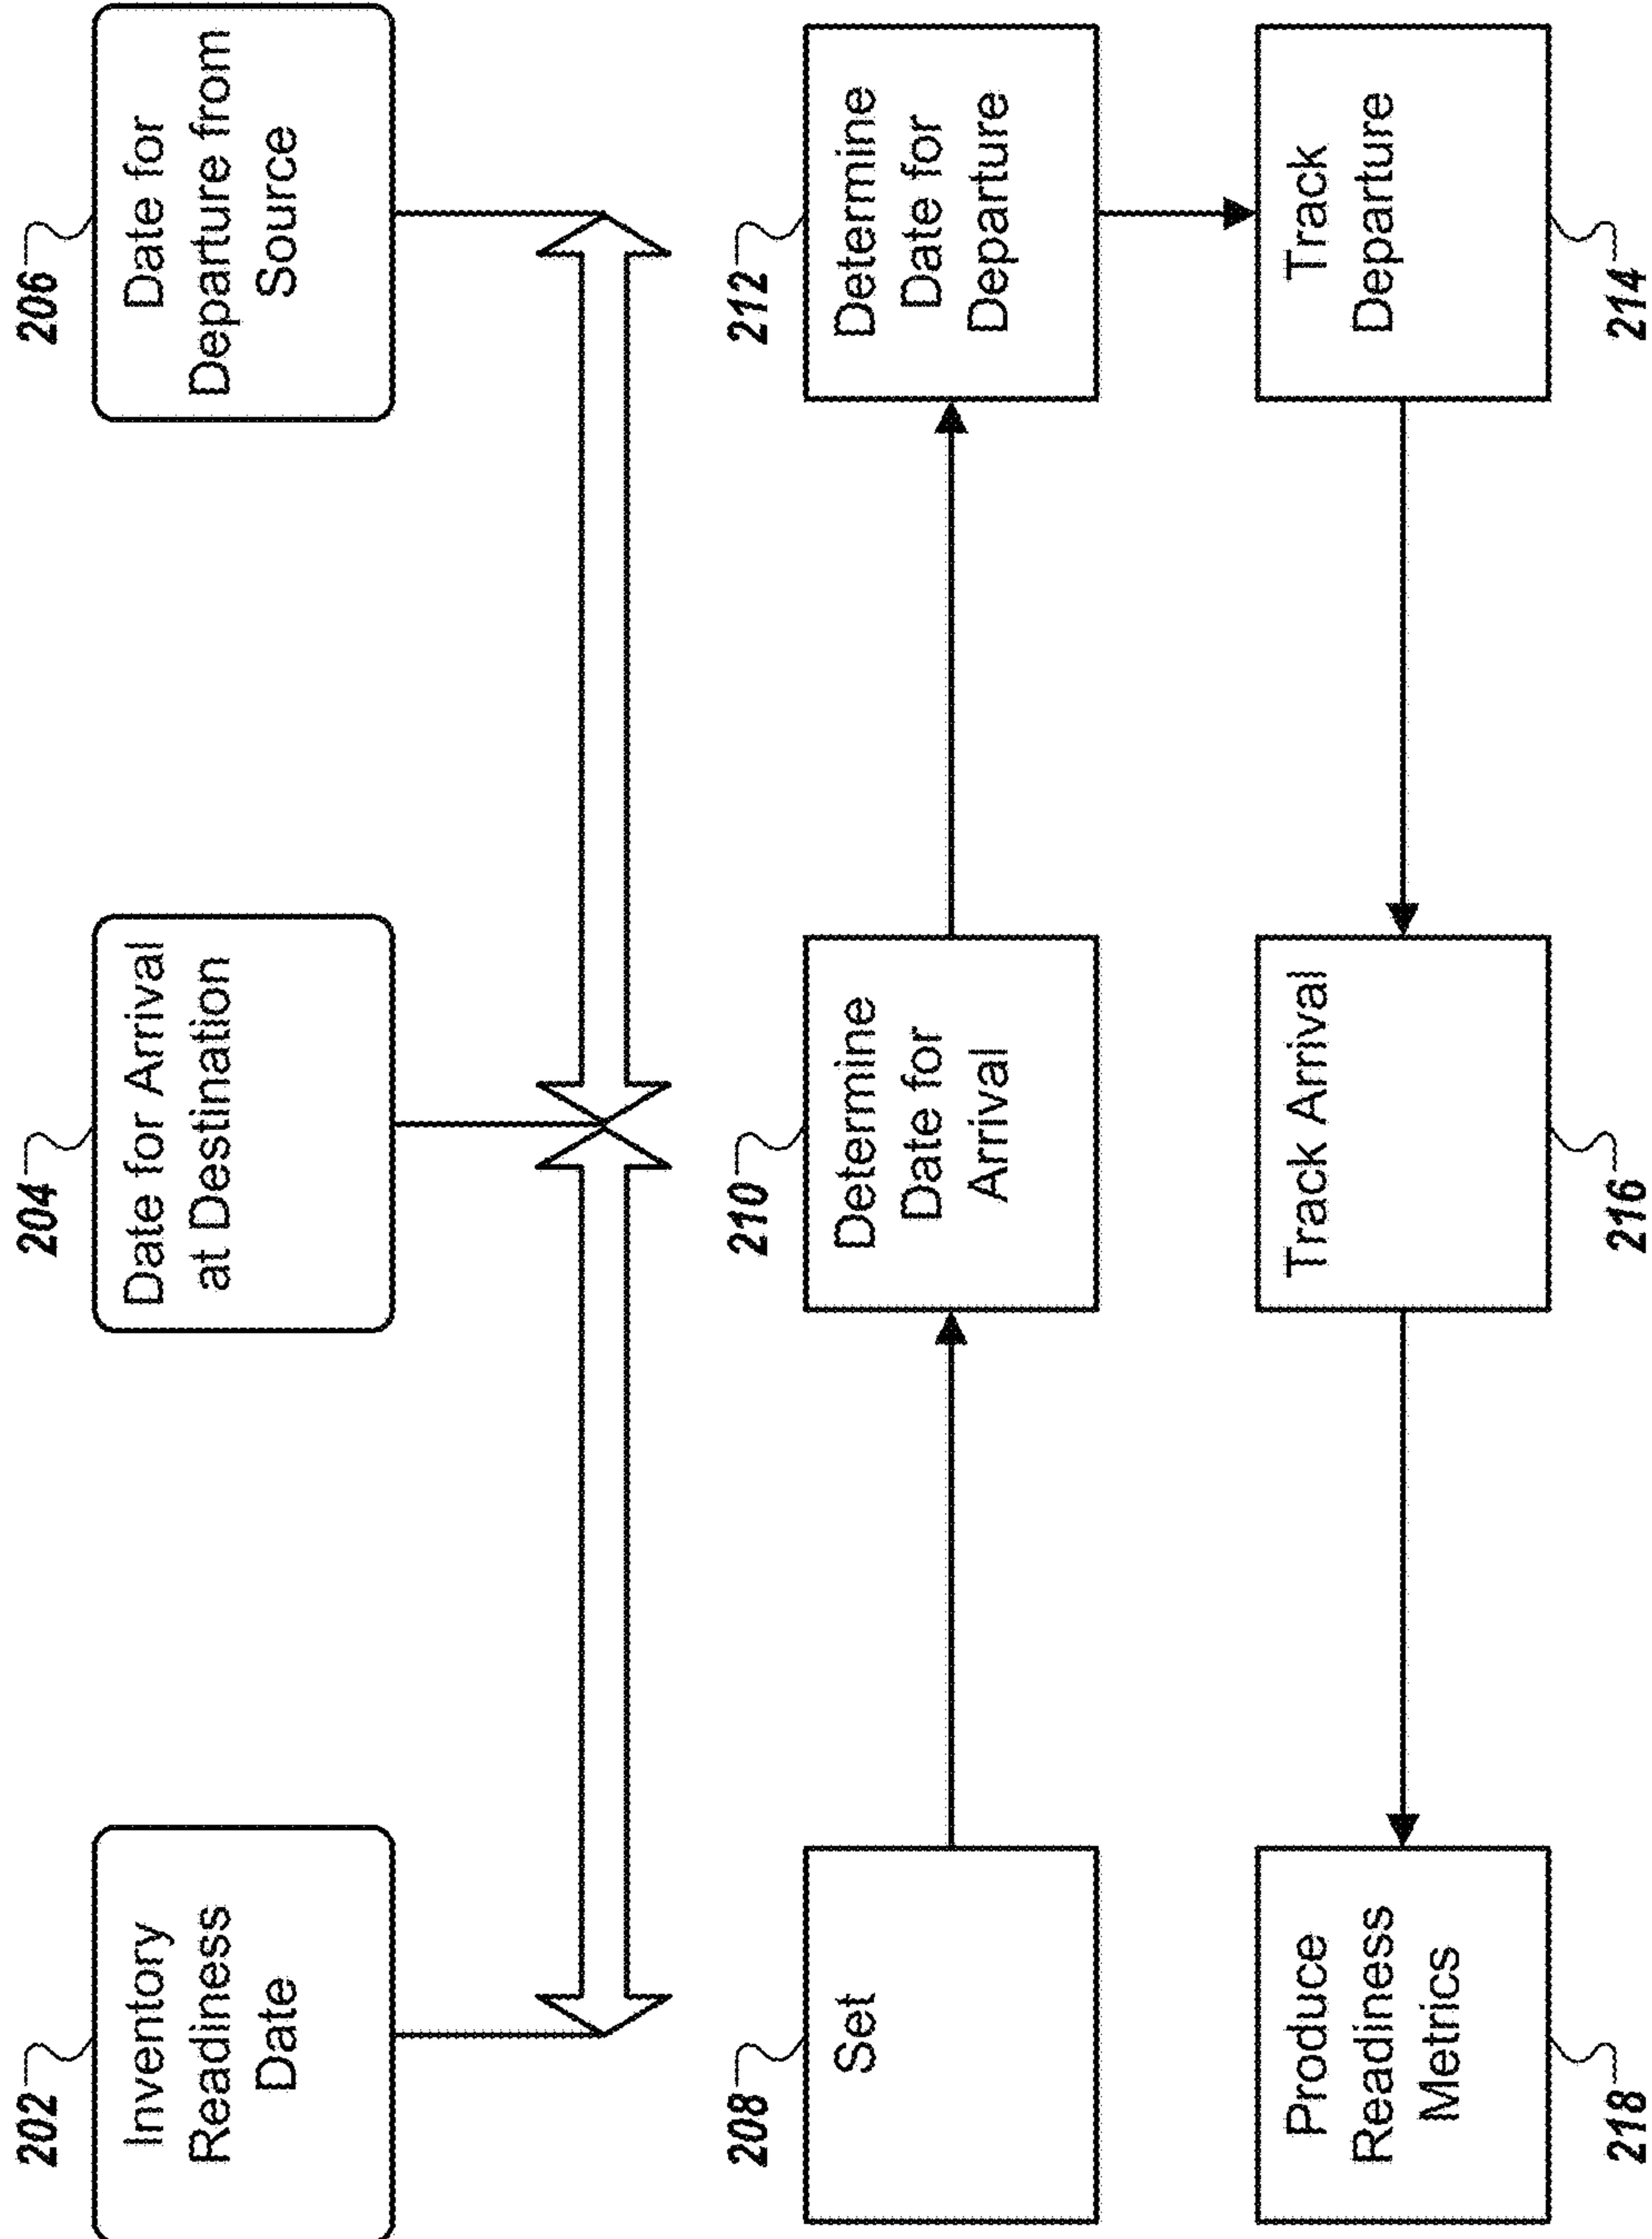 202
Inventory
Readiness
Date
204
Date for Arrival
at Destination
206
Date for
Departure from
Source
208
Set
210
Determine
Date for
Arrival
212
Determine
Date for
Departure
Produce
Readiness
Metrics
218
Track Arrival
216
Track
Departure
214